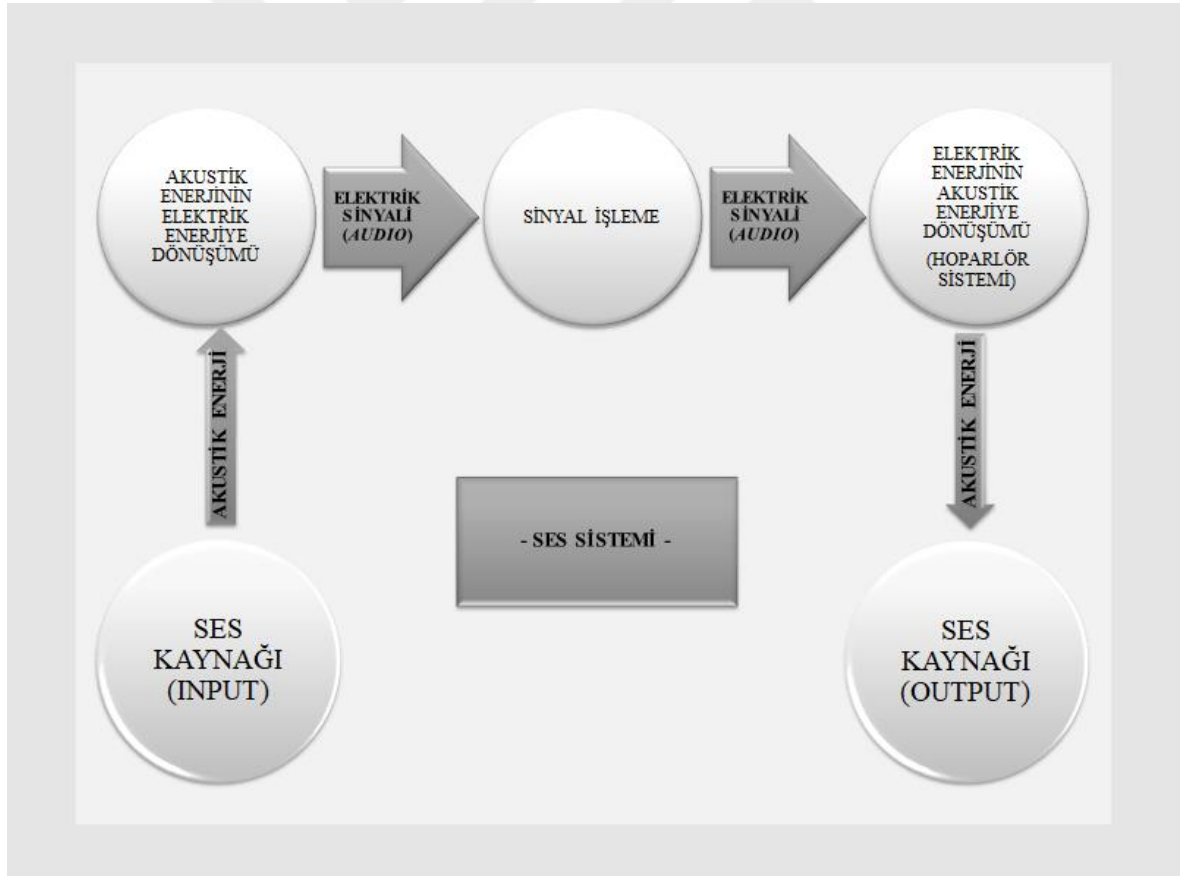 AKUSTİK
ENERJİNİN
ELEKTRİK
ENERJİYE
DÖNÜŞÜMÜ
ELEKTRİK
SİNYALİ
(AUDIO)
SİNYAL İŞLEME
ELEKTRİK
SİNYALİ
(AUDIO)
ELEKTRİK
ENERJİNİN
AKUSTİK
ENERJİYE
DÖNÜŞÜMÜ
(HOPARLÖR
SİSTEMİ)
AKUSTİK ENERJİ
AKUSTİK ENERJİ
- SES SİSTEMİ -
SES
KAYNAĞI
(INPUT)
SES
KAYNAĞI
(OUTPUT)